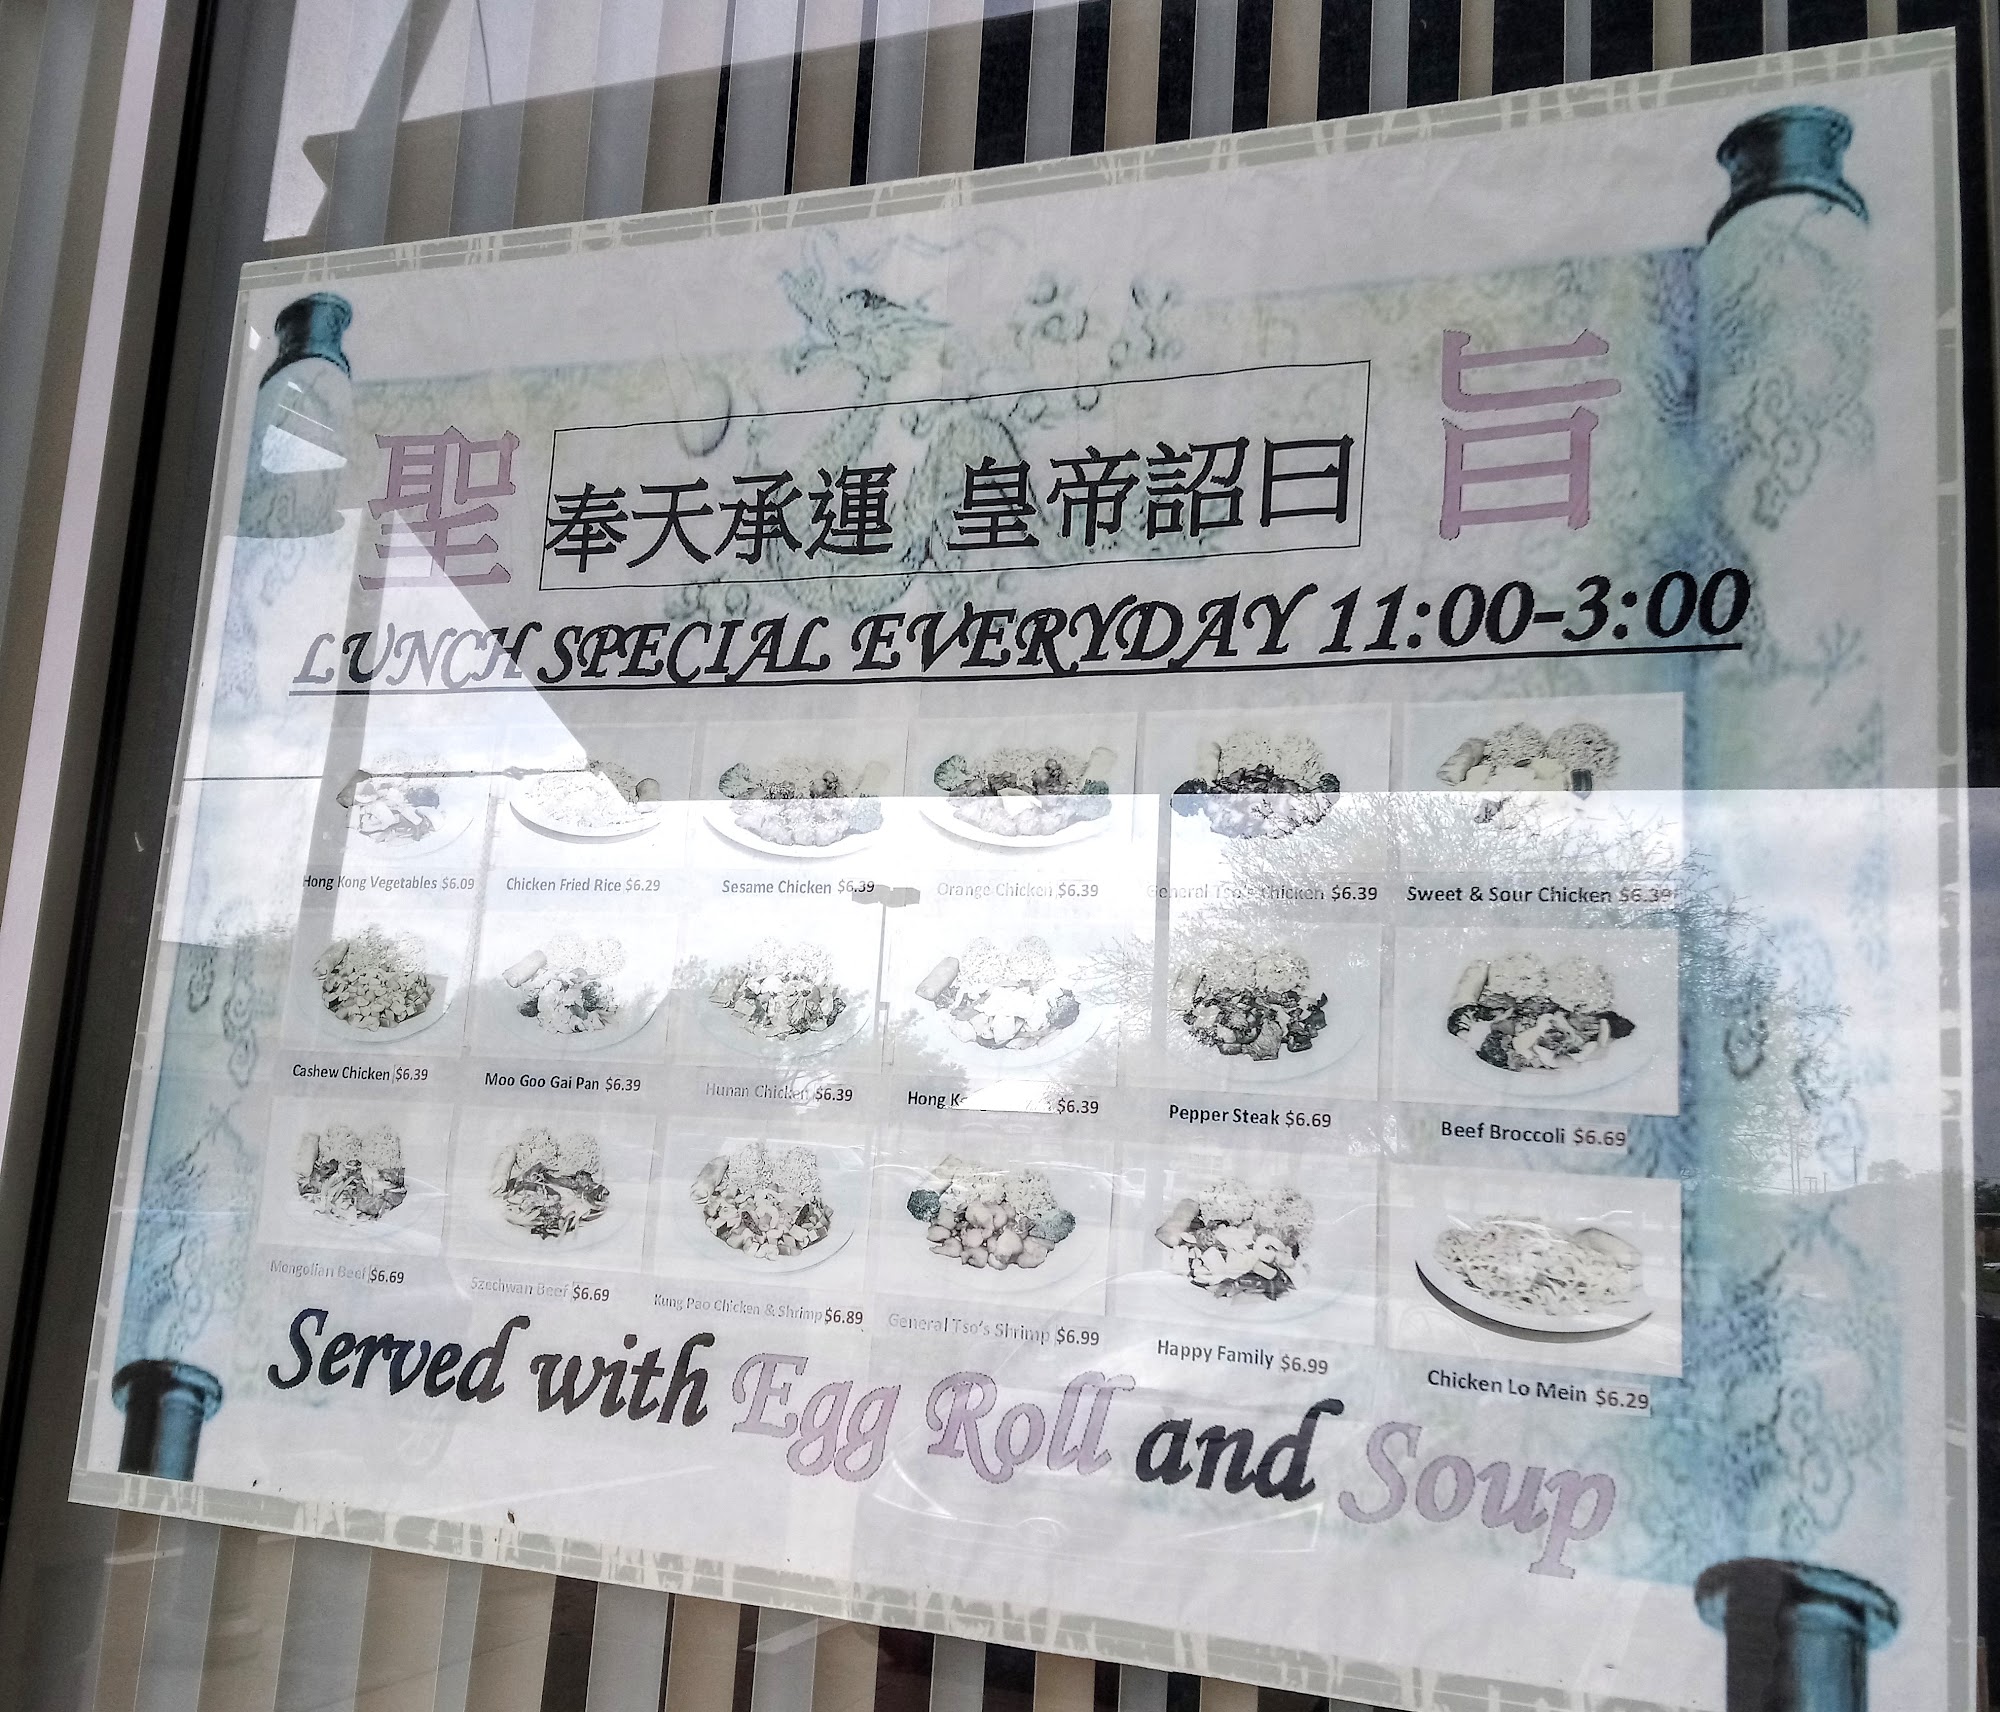 聖 奉天承運 皇帝詔曰 旨
LUNCH SPECIAL EVERYDAY 11:00-3:00
Hong Kong Vegetables $6.09 Chicken Fried Rice $6.29 Sesame Chicken $6.39 Orange Chicken $6.39 General Tso's Chicken $6.39 Sweet & Sour Chicken $6.39
Cashew Chicken $6.39 Moo Goo Gai Pan $6.39 Hunan Chicken $6.39 Hong $6.39 Pepper Steak $6.69 Beef Broccoli $6.69
Mongolian Beef $6.69 Szechwan Beef $6.69 Kung Pao Chicken & Shrimp $6.89 General Tso's Shrimp $6.99 Happy Family $6.99 Chicken Lo Mein $6.29
Served with Egg Roll and Soup